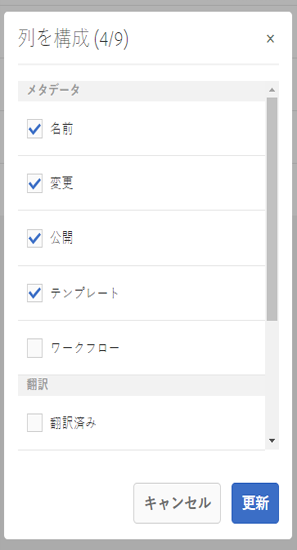 列を構成 (4/9)
メタデータ
名前
変更
公開
テンプレート
ワークフロー
翻訳
翻訳済み
キャンセル
更新